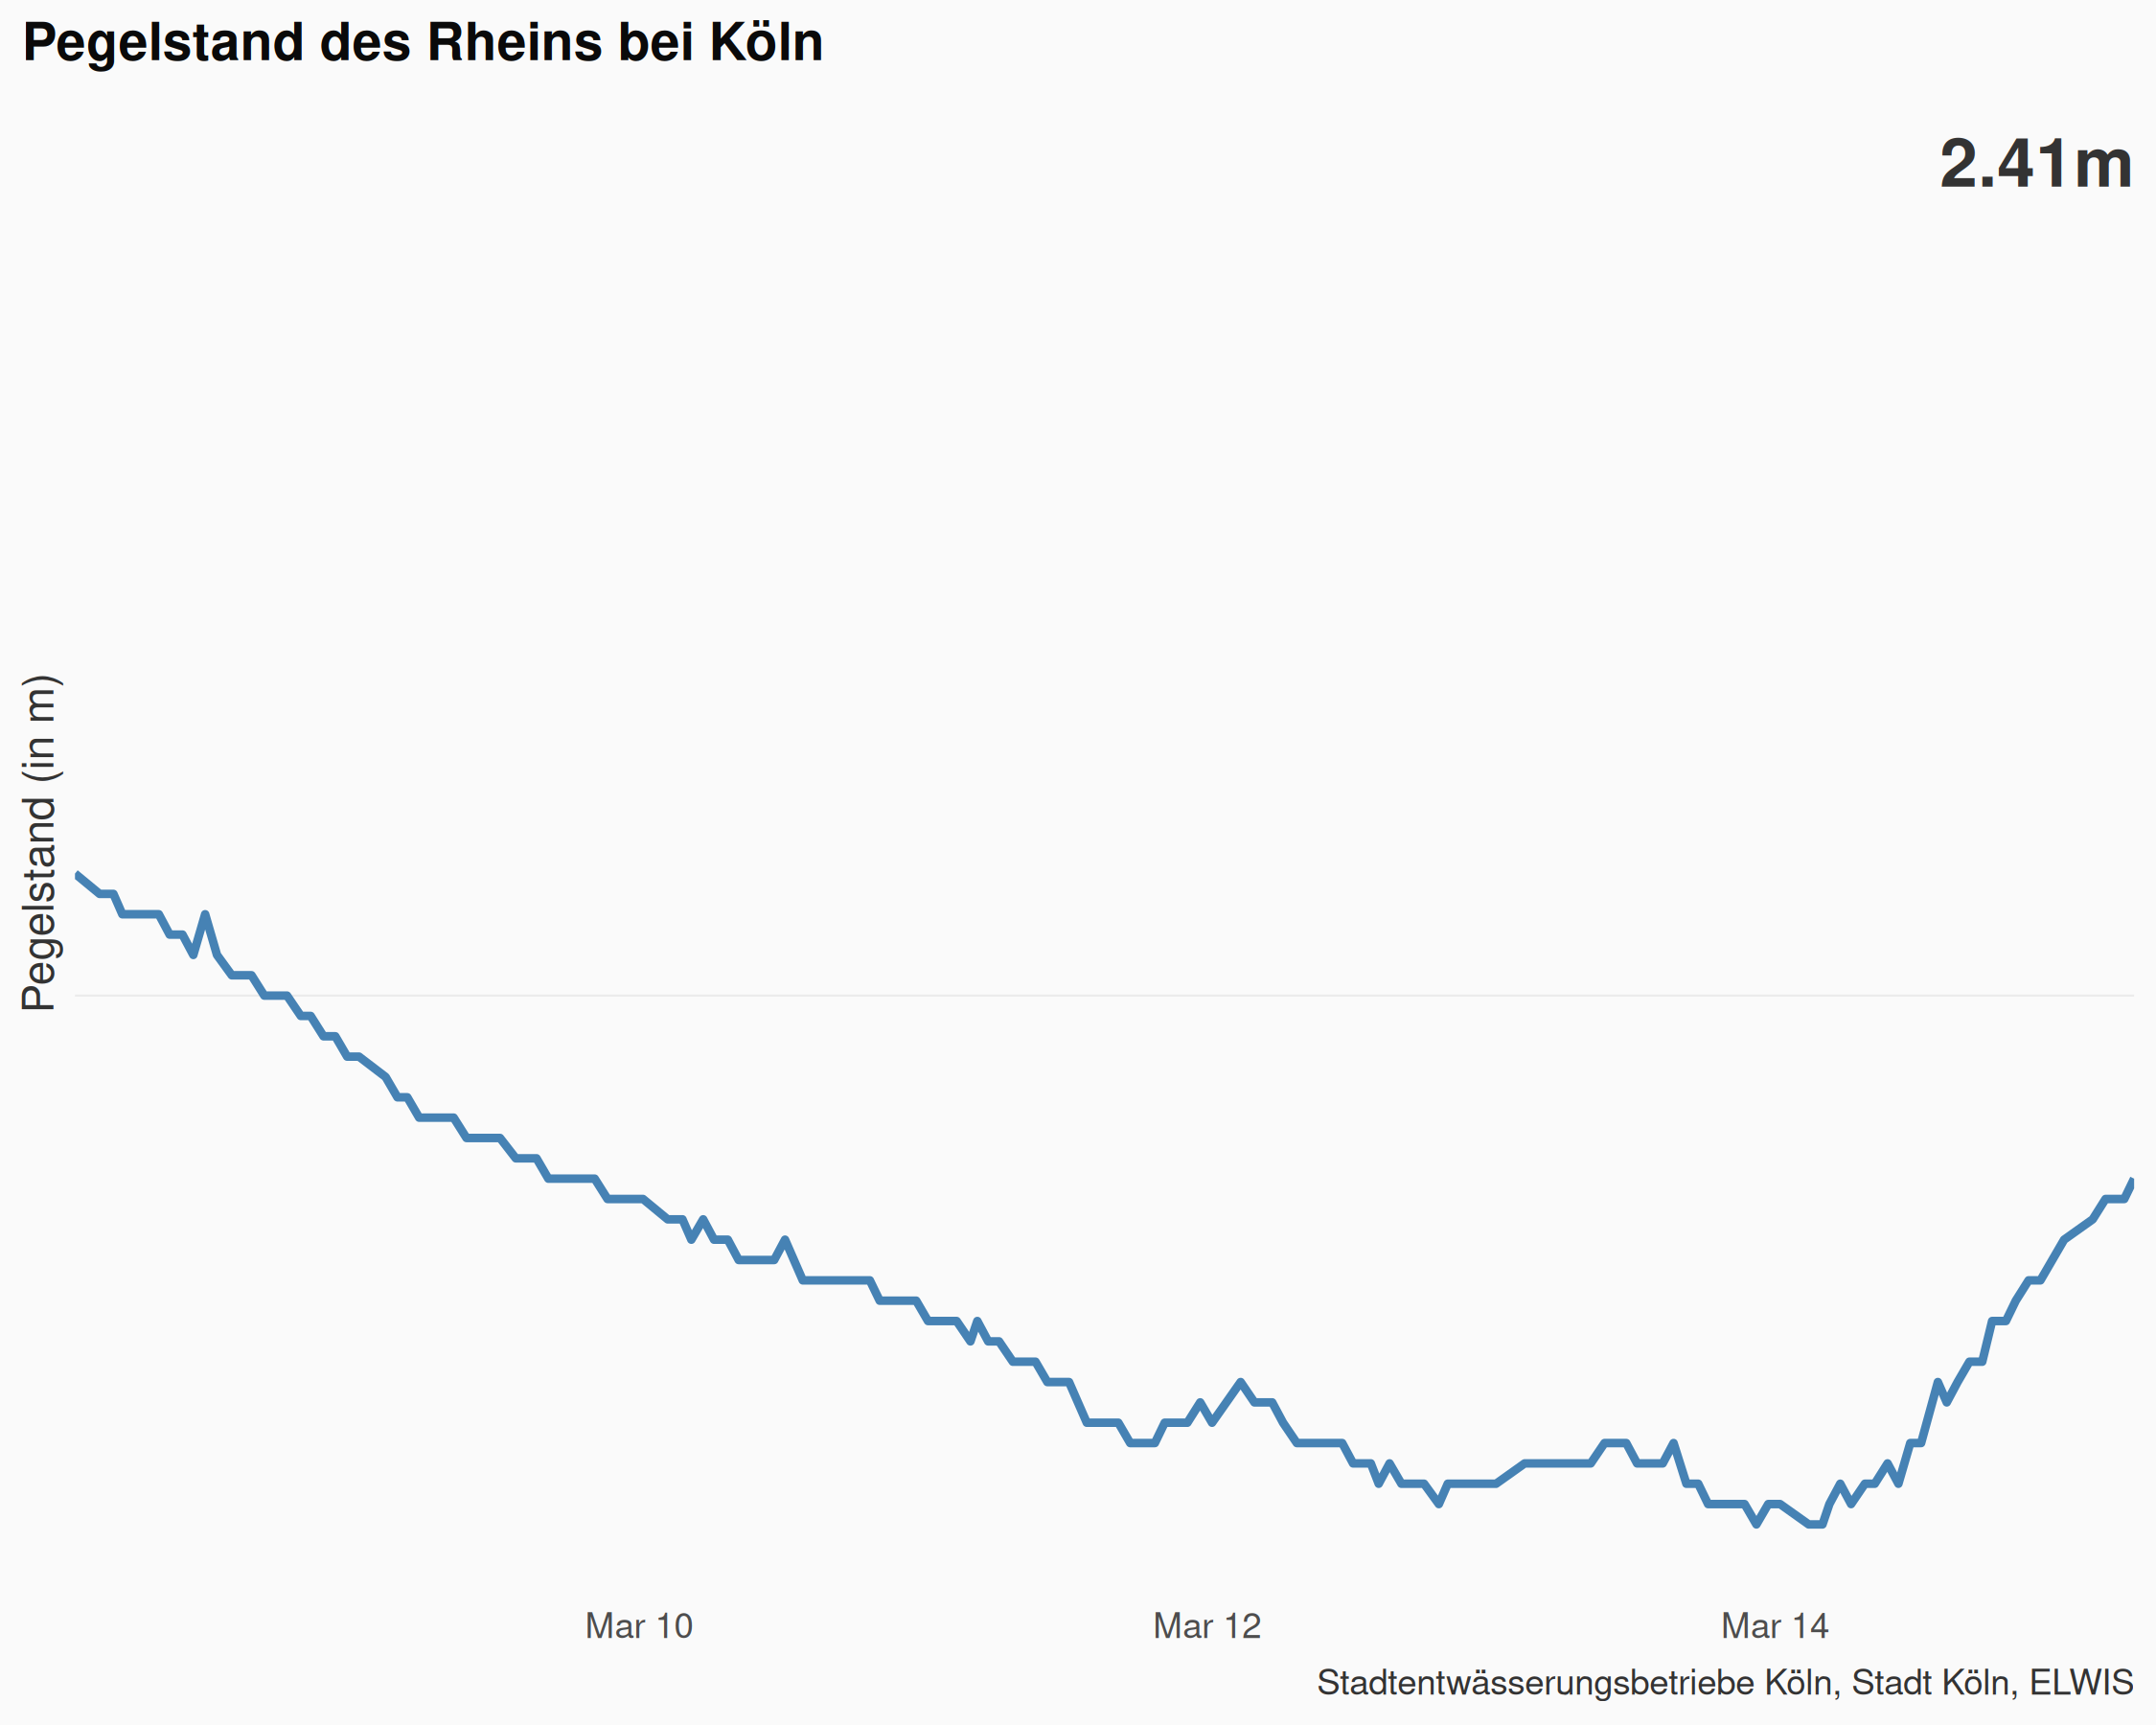 Pegelstand des Rheins bei Köln
2.41m
Pegelstand (in m)
Mar 10
Mar 12
Mar 14
Stadtentwässerungsbetriebe Köln, Stadt Köln, ELWIS